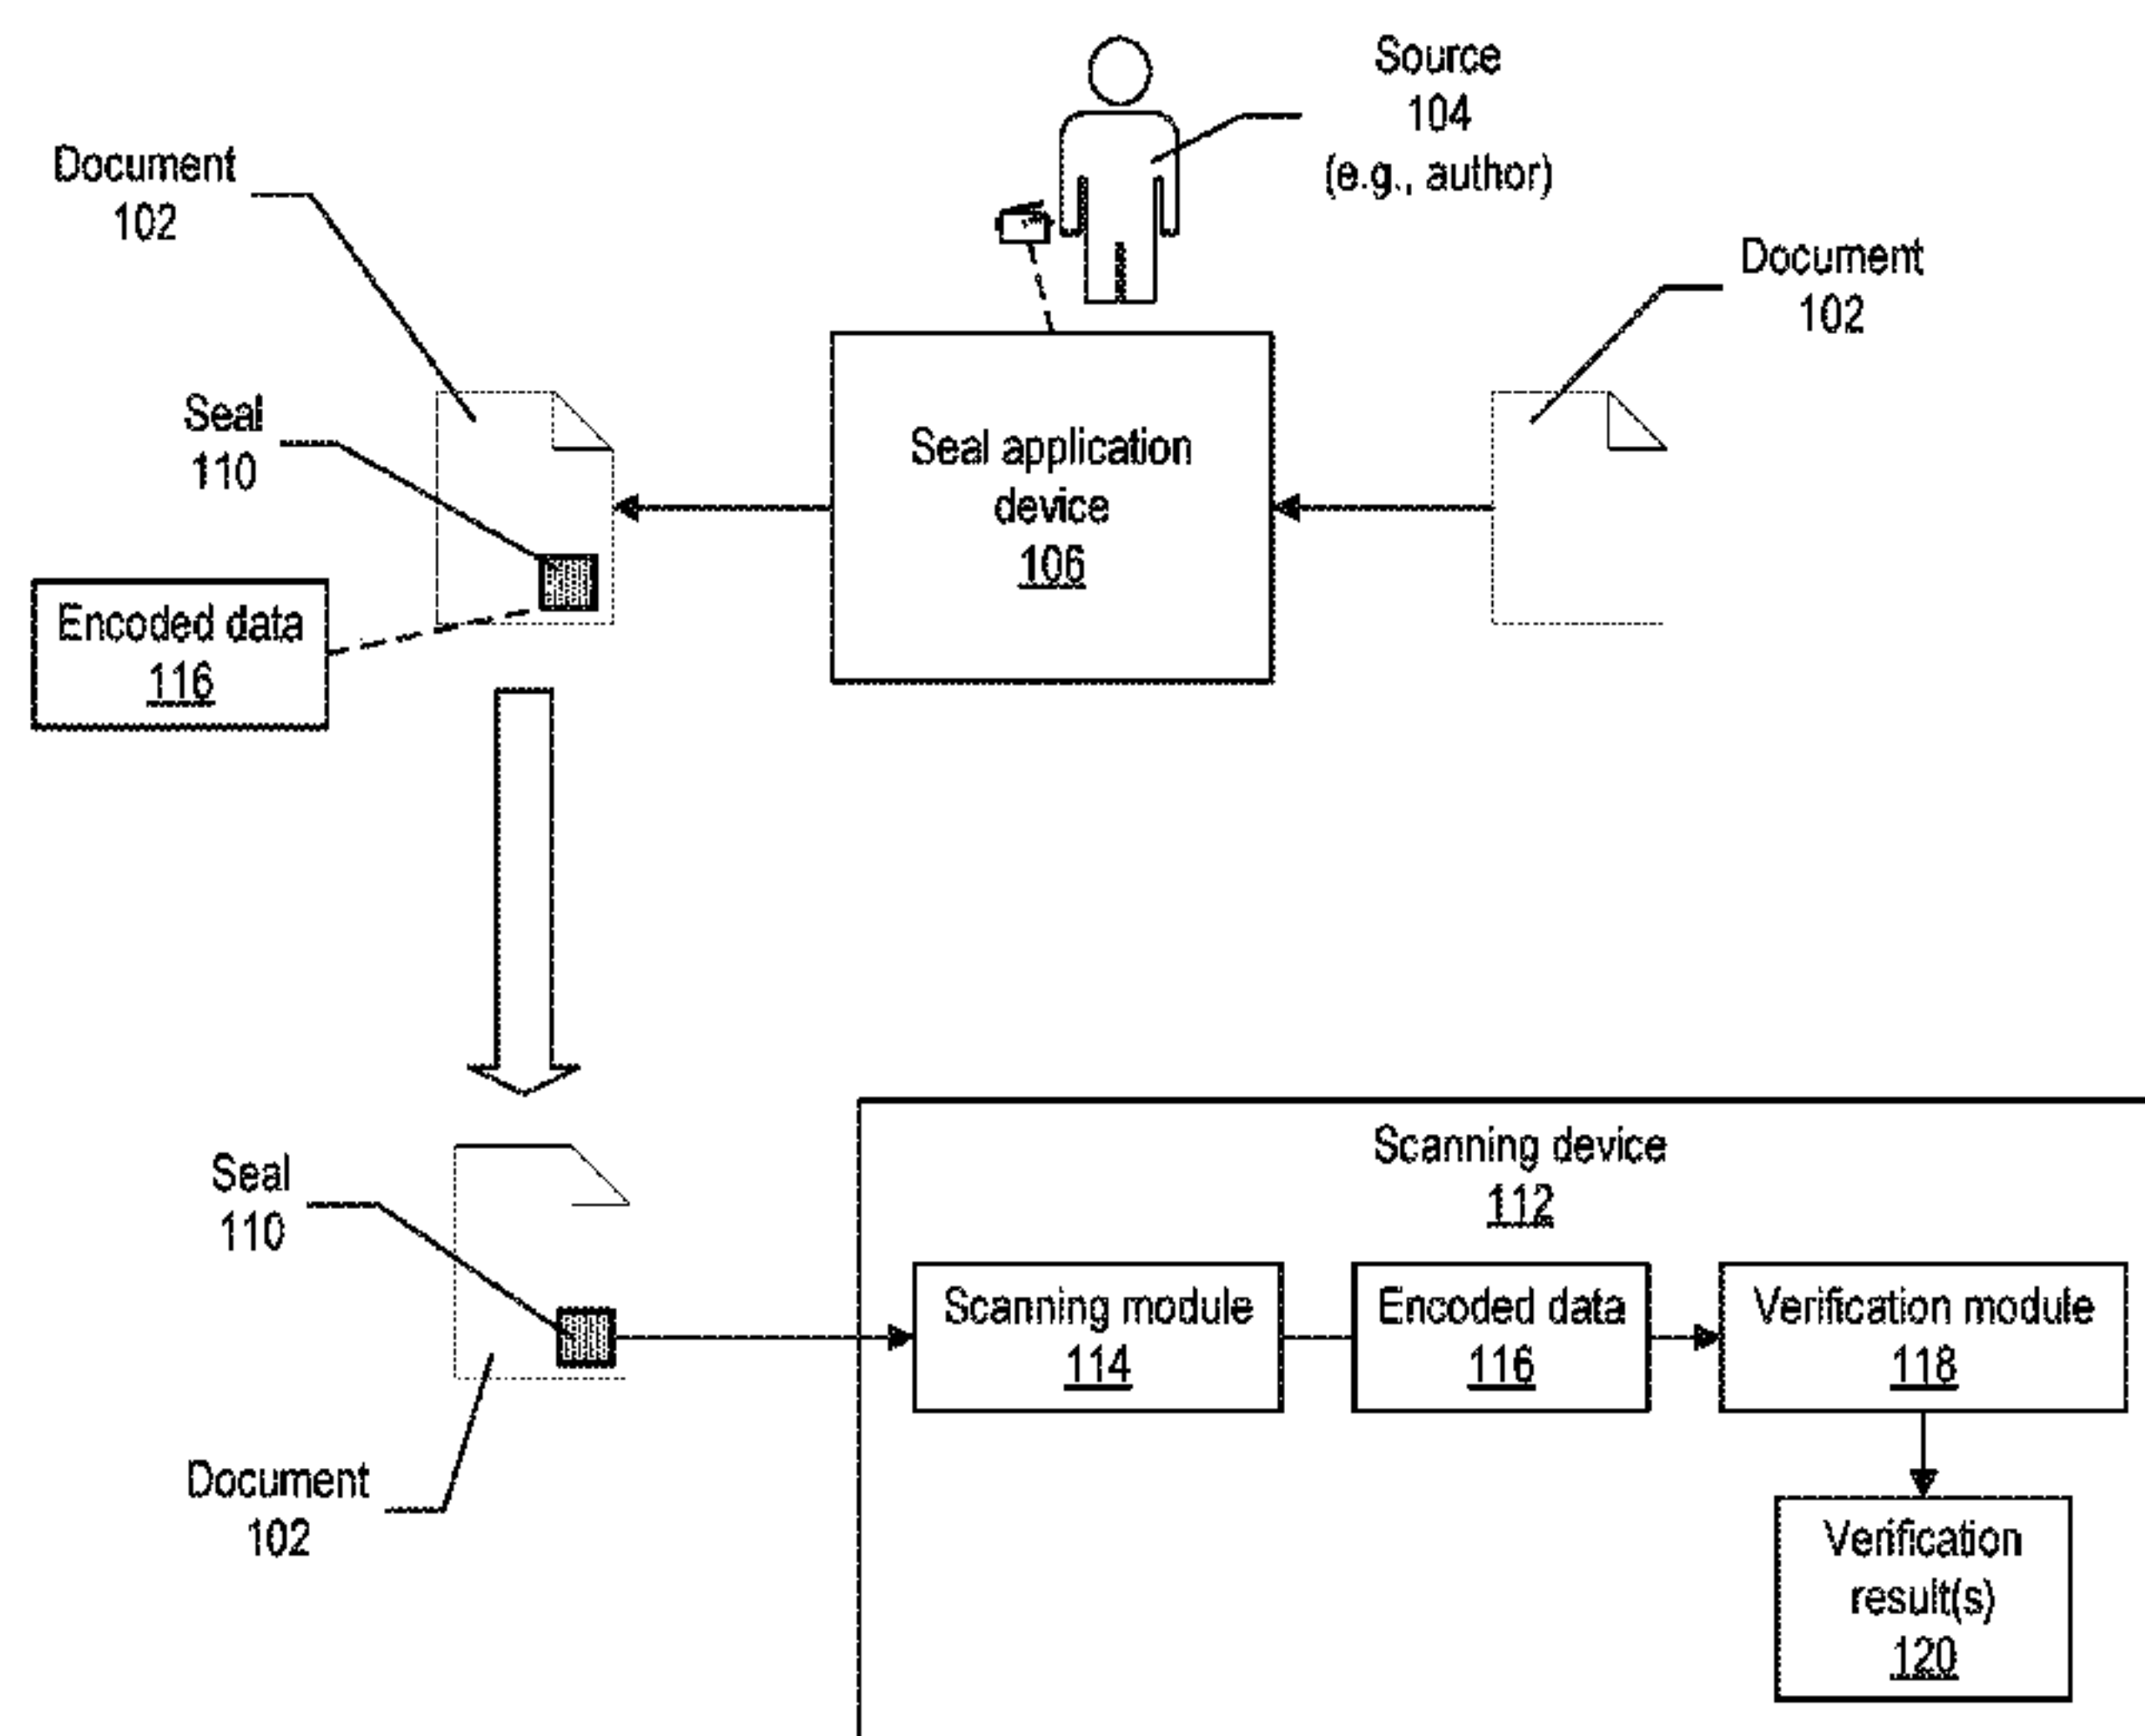 Source
104
(e.g., author)
Document
102
Document
102
Seal
110
Seal application
device
106
Encoded data
116
Scanning device
112
Seal
110
Scanning module
114
Encoded data
116
Verification module
118
Document
102
Verification
result(s)
120